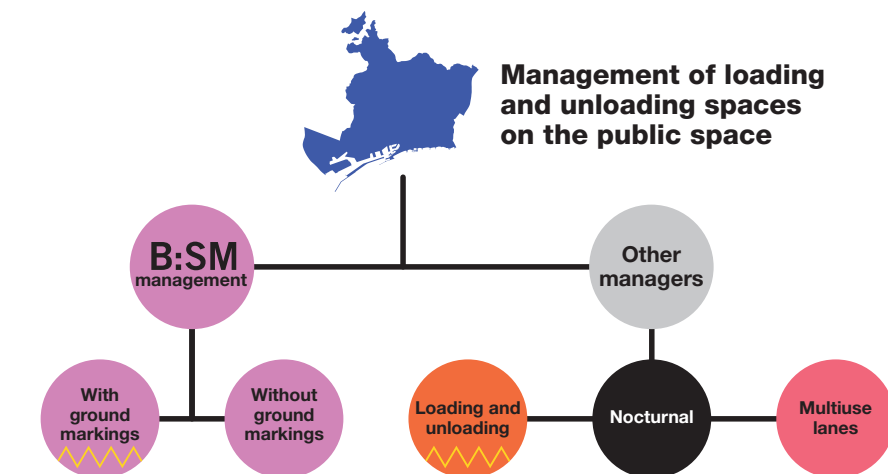 Management of loading
and unloading spaces
on the public space
B:SM
management
Other
managers
With
ground
markings
Without
ground
markings
Loading and
unloading
Nocturnal
Multiuse
lanes